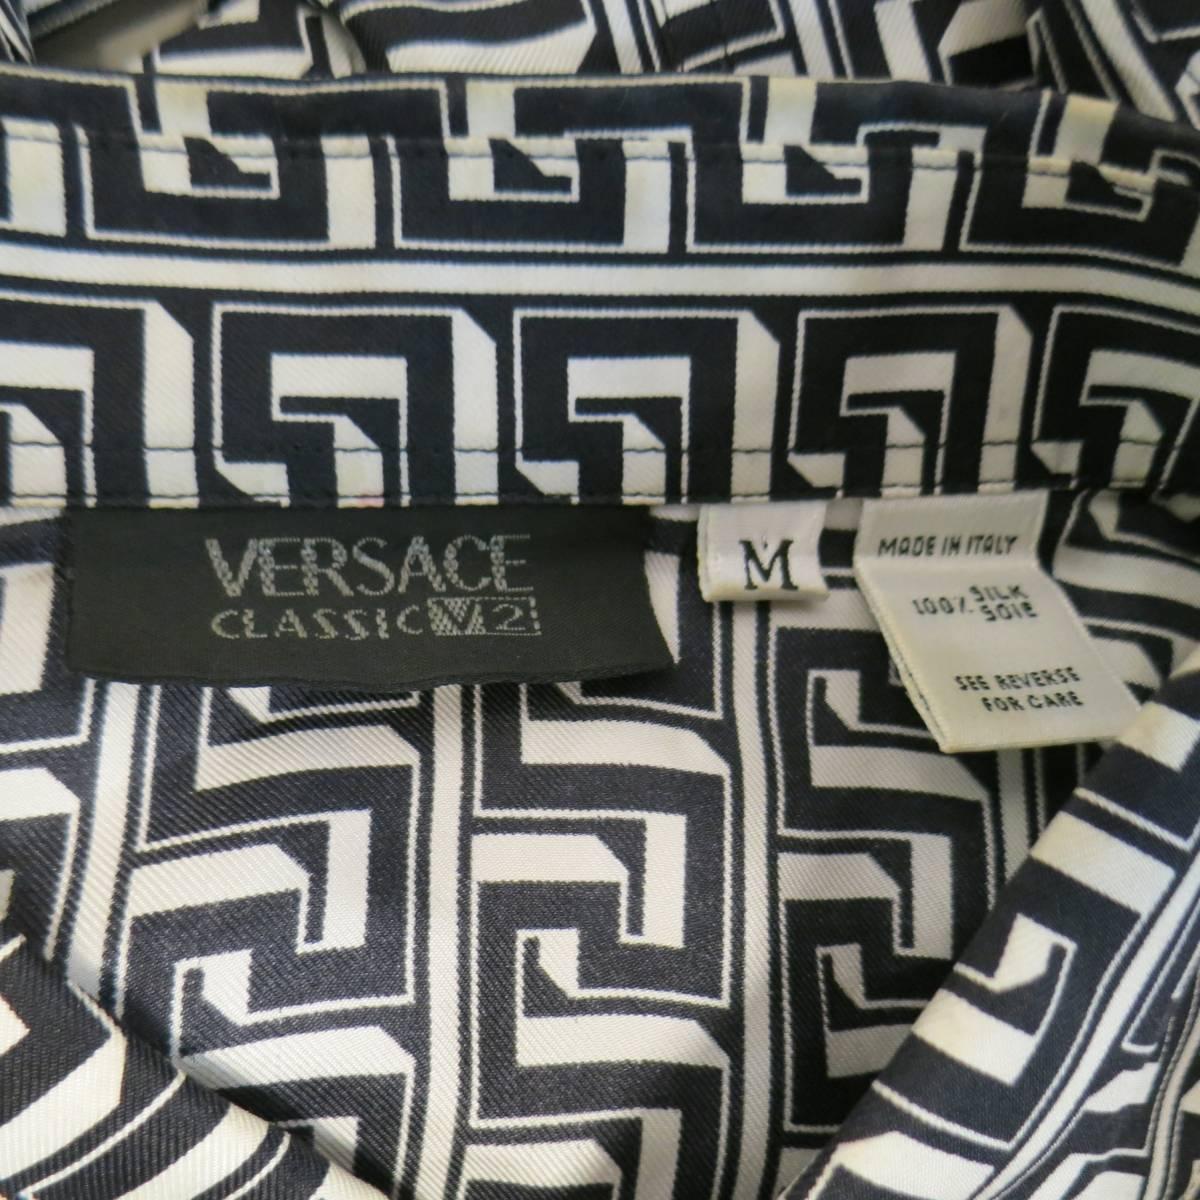 VERSACE
CLASSIC V2
M
MADE IN ITALY
100% SILK
SOIE
SEE REVERSE
FOR CARE